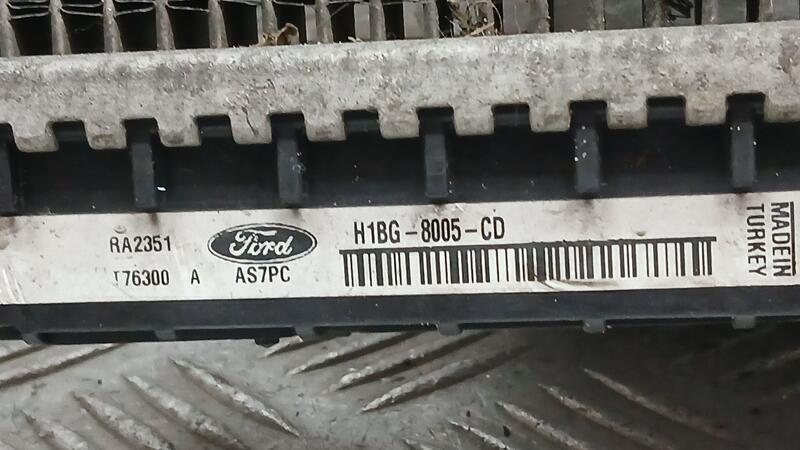 RA2351
Ford
H1BG-8005-CD
T76300 A
AS7PC
MADE IN
TURKEY